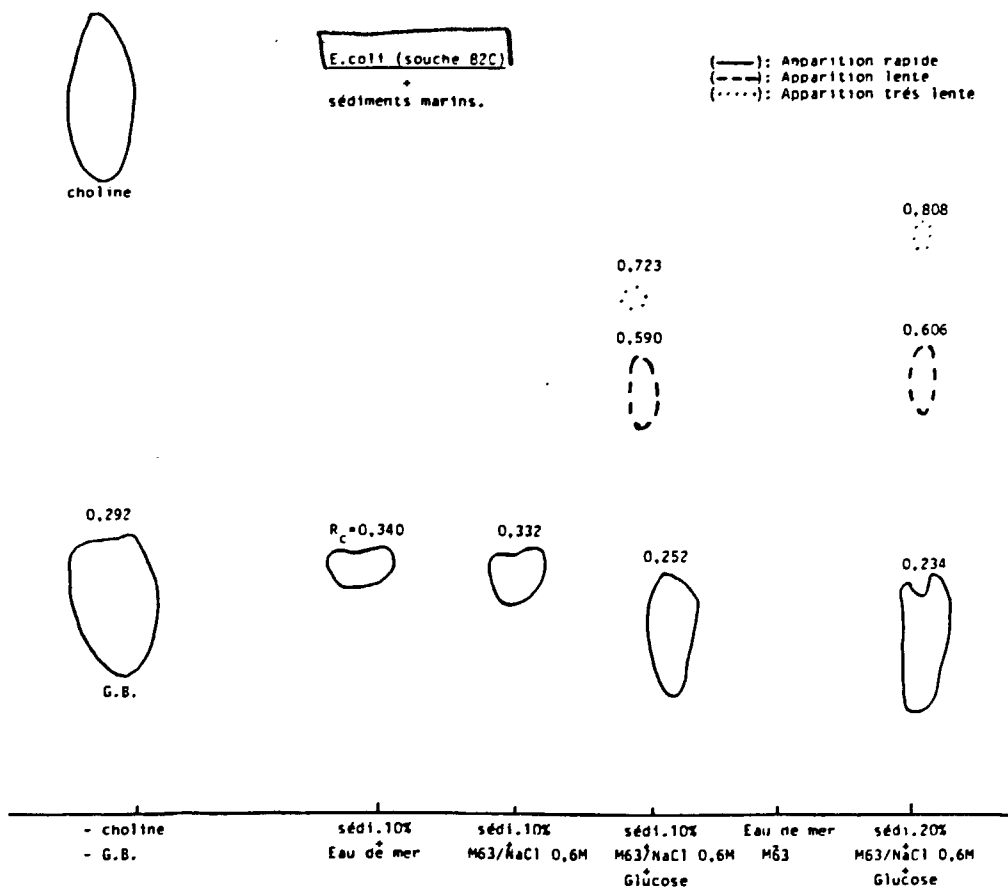 E.coli (souche B2C)
+
sédiments marins.
(——): Apparition rapide
(----): Apparition lente
(·····): Apparition trés lente
choline
0,808
0,723
0,590
0,606
0,292
R_c=0,340
0,332
0,252
0,234
G.B.
- choline
- G.B.
sédi.10%
+
Eau de mer
sédi.10%
+
M63/NaCl 0,6M
sédi.10%
+
M63/NaCl 0,6M
+
Glucose
Eau de mer
M63
sédi.20%
+
M63/NaCl 0,6M
+
Glucose